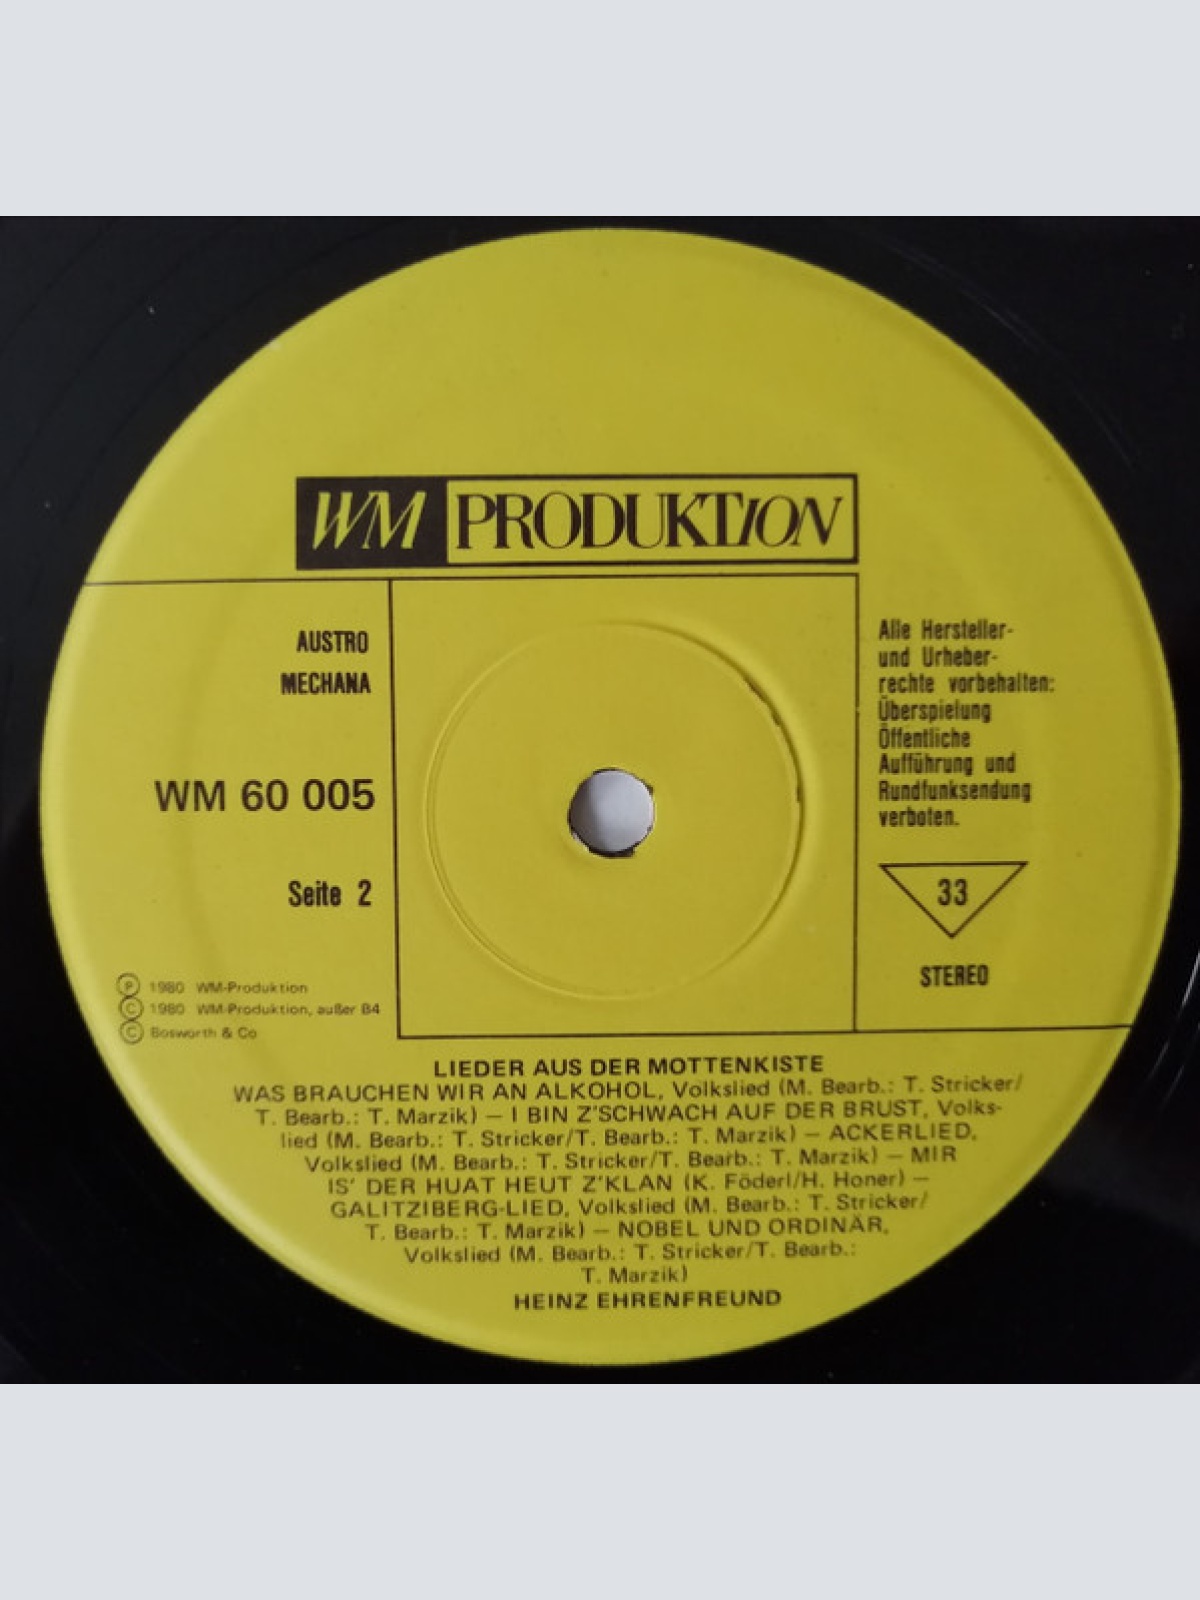 WM PRODUKTION
AUSTRO
MECHANA
WM 60 005
Seite 2
Ⓟ 1980 WM-Produktion
Ⓒ 1980 WM-Produktion, außer B4
Ⓒ Bosworth & Co
Alle Hersteller-
und Urheber-
rechte vorbehalten:
Überspielung
Öffentliche
Aufführung und
Rundfunksendung
verboten.
33
STEREO
LIEDER AUS DER MOTTENKISTE
WAS BRAUCHEN WIR AN ALKOHOL, Volkslied (M. Bearb.: T. Stricker/
T. Bearb.: T. Marzik) — I BIN Z'SCHWACH AUF DER BRUST, Volks-
lied (M. Bearb.: T. Stricker/T. Bearb.: T. Marzik) — ACKERLIED,
Volkslied (M. Bearb.: T. Stricker/T. Bearb.: T. Marzik) — MIR
IS' DER HUAT HEUT Z'KLAN (K. Föderl/H. Honer) —
GALITZIBERG-LIED, Volkslied (M. Bearb.: T. Stricker/
T. Bearb.: T. Marzik) — NOBEL UND ORDINÄR,
Volkslied (M. Bearb.: T. Stricker/T. Bearb.:
T. Marzik)
HEINZ EHRENFREUND